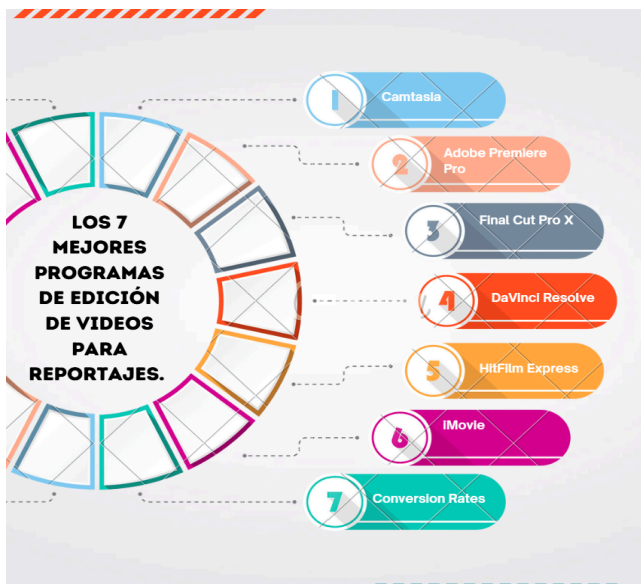 LOS 7
MEJORES
PROGRAMAS
DE EDICIÓN
DE VIDEOS
PARA
REPORTAJES.
1
Camtasia
2
Adobe Premiere
Pro
3
Final Cut Pro X
4
DaVinci Resolve
5
HitFilm Express
6
IMovie
7
Conversion Rates